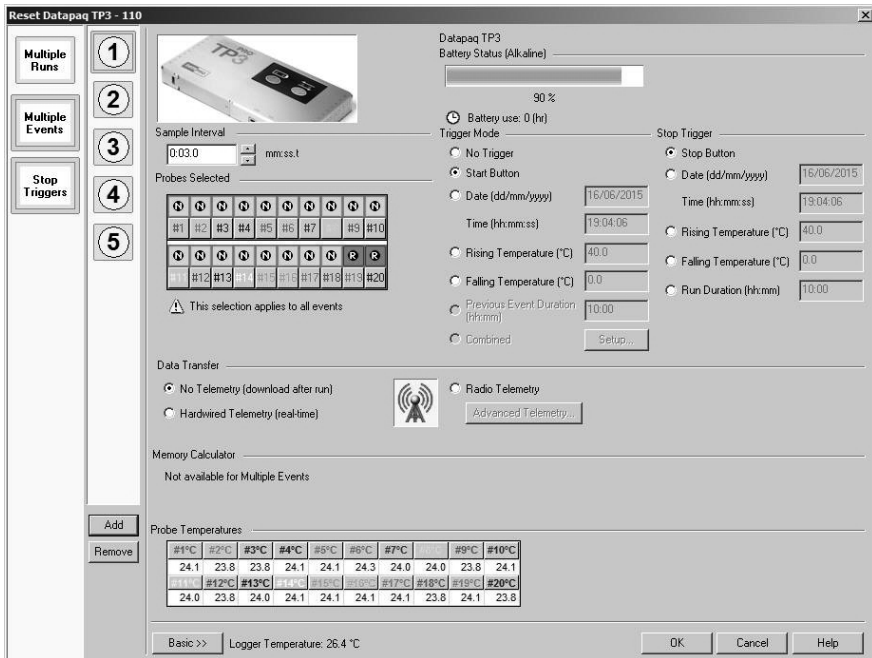 Reset Datapaq TP3 - 110
Multiple
Runs
Multiple
Events
Stop
Triggers
1
2
3
4
5
Add
Remove
PRO
TP3
Datapaq TP3
Battery Status (Alkaline)
90 %
Battery use: 0 (hr)
Sample Interval
0:03.0 mm:ss.t
Probes Selected
N N N N N N N N N N
#1 #2 #3 #4 #5 #6 #7 #8 #9 #10
N N N N N N N N R R
#11 #12 #13 #14 #15 #16 #17 #18 #19 #20
This selection applies to all events
Trigger Mode
No Trigger
Start Button
Date (dd/mm/yyyy) 16/06/2015
Time (hh:mm:ss) 19:04:06
Rising Temperature (°C) 40.0
Falling Temperature (°C) 0.0
Previous Event Duration
(hh:mm) 10:00
Combined Setup...
Stop Trigger
Stop Button
Date (dd/mm/yyyy) 16/06/2015
Time (hh:mm:ss) 19:04:06
Rising Temperature (°C) 40.0
Falling Temperature (°C) 0.0
Run Duration (hh:mm) 10:00
Data Transfer
No Telemetry (download after run)
Hardwired Telemetry (real-time)
Radio Telemetry
Advanced Telemetry...
Memory Calculator
Not available for Multiple Events
Probe Temperatures
#1°C #2°C #3°C #4°C #5°C #6°C #7°C #8°C #9°C #10°C
24.1 23.8 23.8 24.1 24.1 24.3 24.0 24.0 23.8 24.1
#11°C #12°C #13°C #14°C #15°C #16°C #17°C #18°C #19°C #20°C
24.0 23.8 24.0 24.1 24.1 24.1 24.1 23.8 24.1 23.8
Basic >> Logger Temperature: 26.4 °C
OK Cancel Help